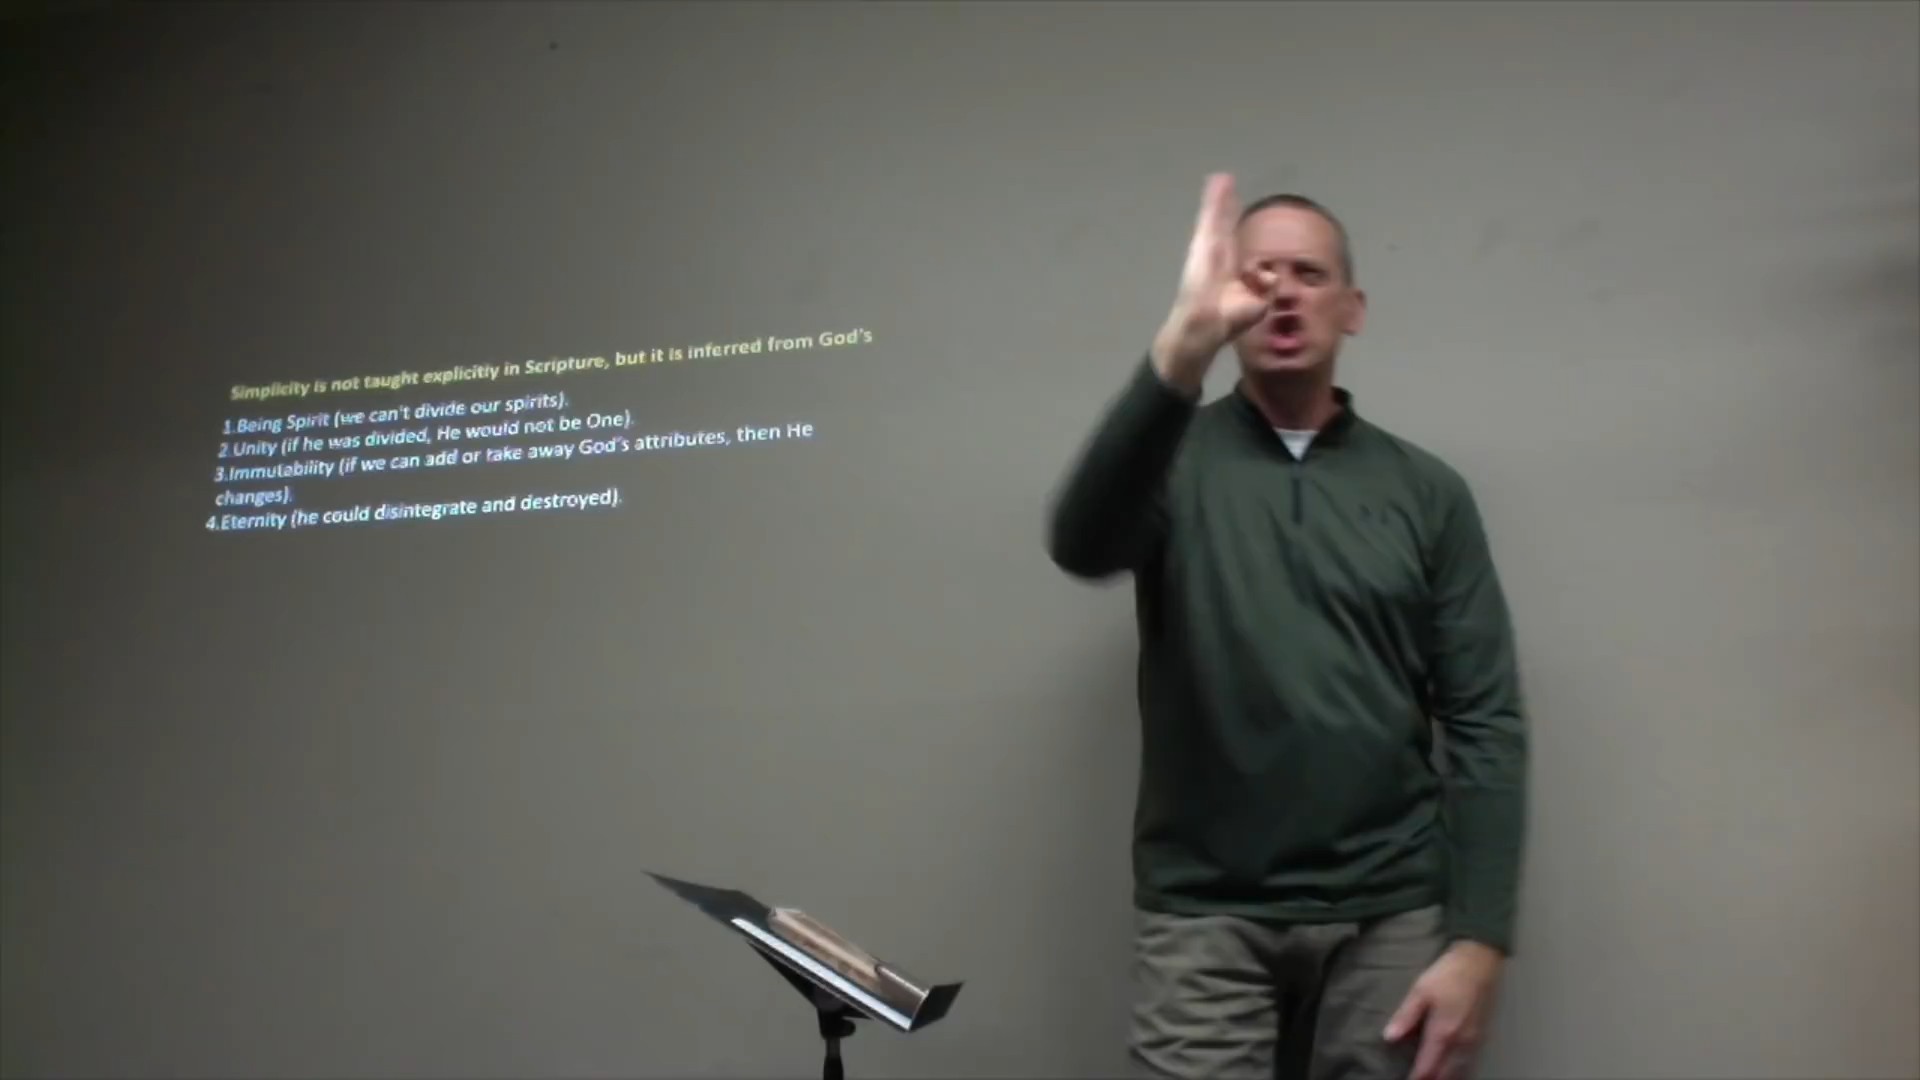 Simplicity is not taught explicitly in Scripture, but it is inferred from God's
1.Being Spirit (we can't divide our spirits).
2.Unity (if he was divided, He would not be One).
3.Immutability (if we can add or take away God's attributes, then He
changes).
4.Eternity (he could disintegrate and destroyed).